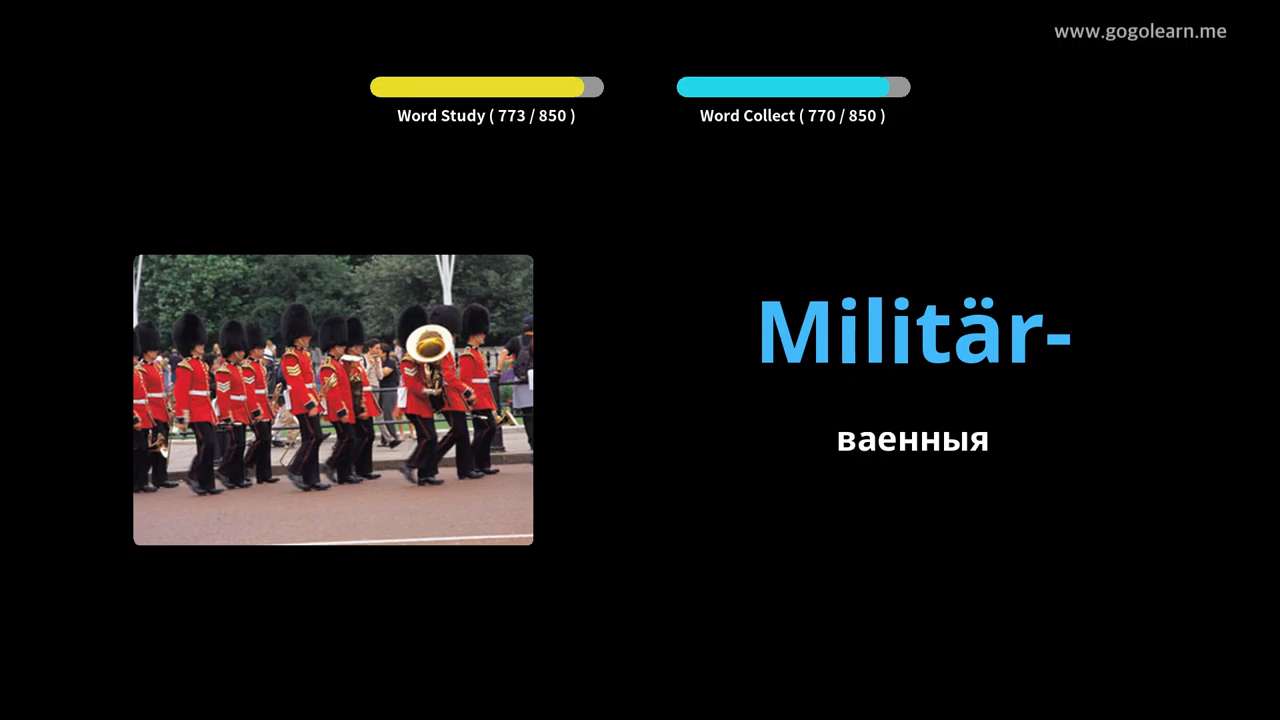 www.gogolearn.me
Word Study ( 773 / 850 )
Word Collect ( 770 / 850 )
Militär-
ваенныя